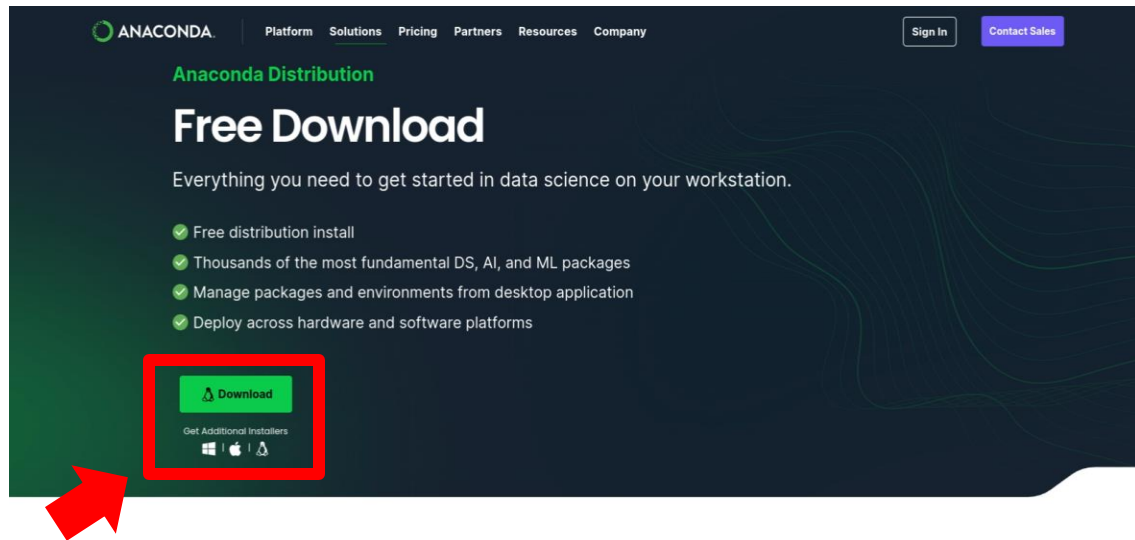 ANACONDA. Platform Solutions Pricing Partners Resources Company Sign In Contact Sales
Anaconda Distribution
Free Download
Everything you need to get started in data science on your workstation.
Free distribution install
Thousands of the most fundamental DS, AI, and ML packages
Manage packages and environments from desktop application
Deploy across hardware and software platforms
Download
Get Additional Installers